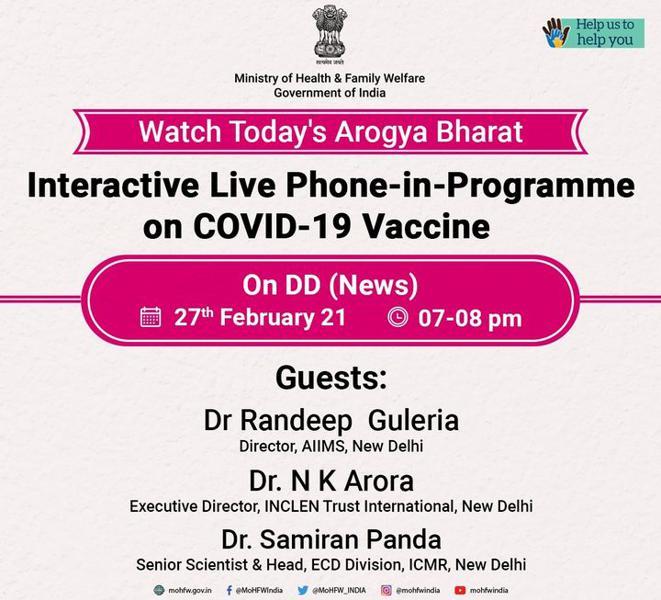 Help us to
help you
सत्यमेव जयते
Ministry of Health & Family Welfare
Government of India
Watch Today's Arogya Bharat
Interactive Live Phone-in-Programme
on COVID-19 Vaccine
On DD (News)
27th February 21 07-08 pm
Guests:
Dr Randeep Guleria
Director, AIIMS, New Delhi
Dr. N K Arora
Executive Director, INCLEN Trust International, New Delhi
Dr. Samiran Panda
Senior Scientist & Head, ECD Division, ICMR, New Delhi
mohfw.gov.in @MoHFWIndia @MoHFW_INDIA @mohfwindia mohfwindia